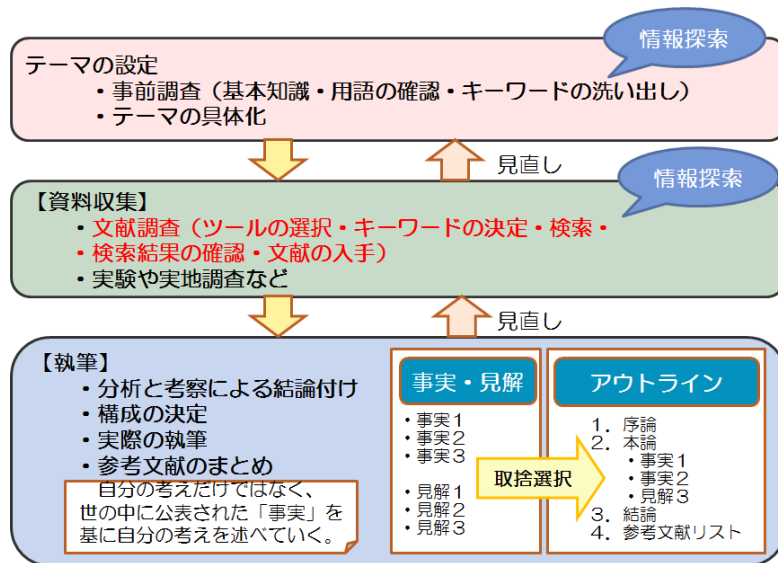 情報探索
テーマの設定
・事前調査（基本知識・用語の確認・キーワードの洗い出し）
・テーマの具体化
見直し
情報探索
【資料収集】
・文献調査（ツールの選択・キーワードの決定・検索・
・検索結果の確認・文献の入手）
・実験や実地調査など
見直し
【執筆】
・分析と考察による結論付け
・構成の決定
・実際の執筆
・参考文献のまとめ
自分の考えだけではなく、
世の中に公表された「事実」を
基に自分の考えを述べていく。
事実・見解
・事実１
・事実２
・事実３
・見解１
・見解２
・見解３
取捨選択
アウトライン
１．序論
２．本論
・事実１
・事実２
・見解３
３．結論
４．参考文献リスト